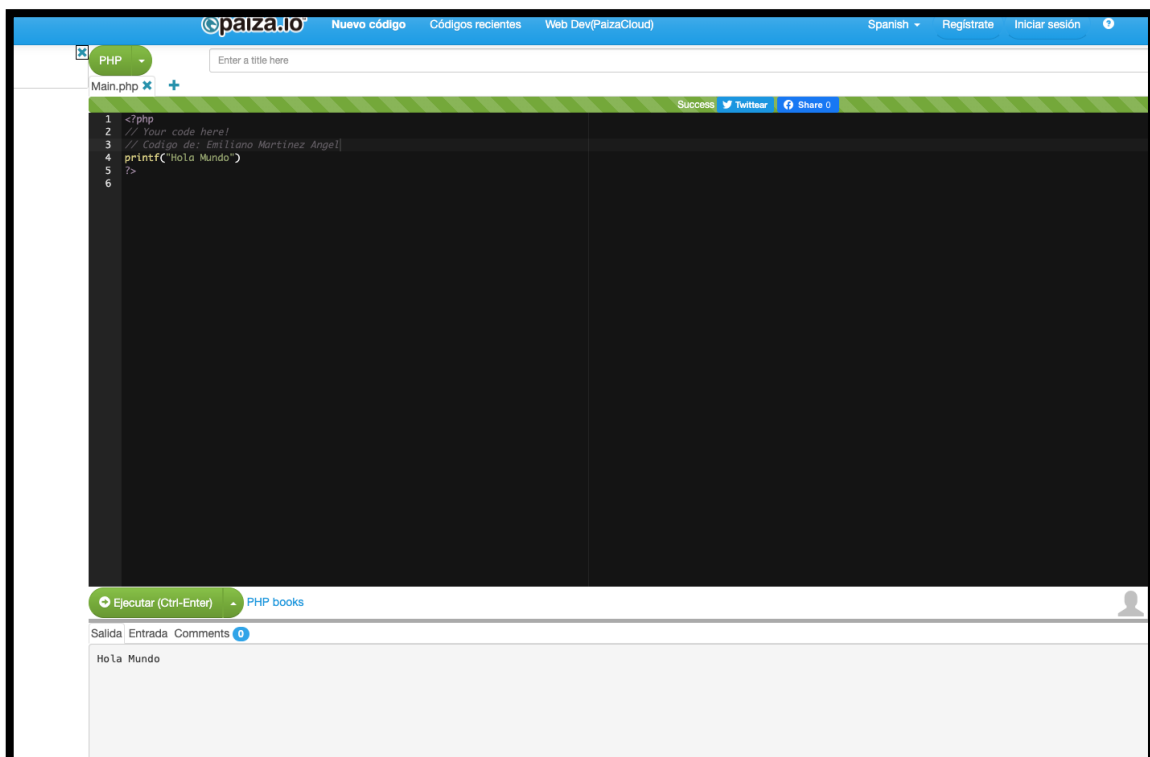 paiza.IO Nuevo código Códigos recientes Web Dev(PaizaCloud) Spanish Regístrate Iniciar sesión ?
PHP Enter a title here
Main.php
Success Twittear Share 0
1 <?php
2 // Your code here!
3 // Codigo de: Emiliano Martinez Angel
4 printf("Hola Mundo")
5 ?>
6
Ejecutar (Ctrl-Enter) PHP books
Salida Entrada Comments 0
Hola Mundo